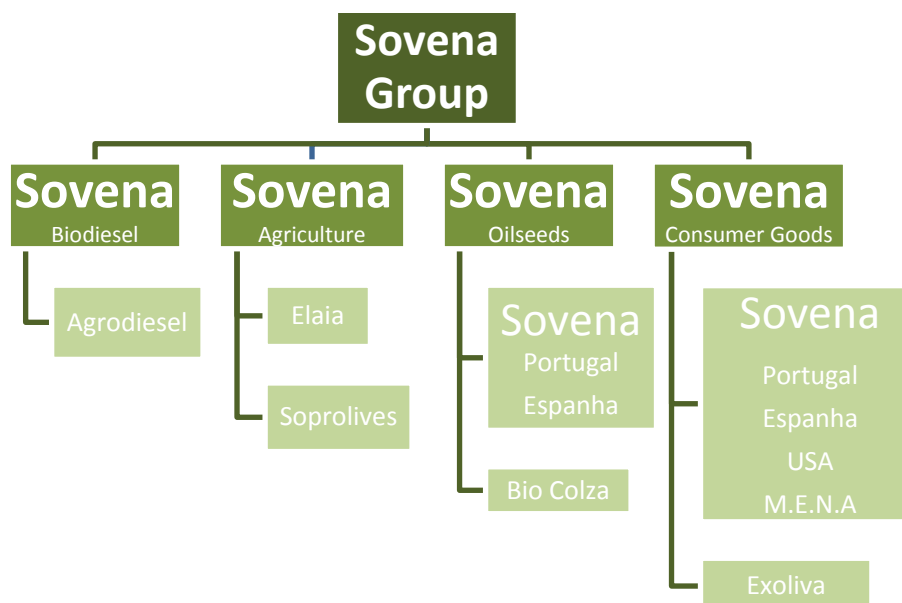 Sovena
Group
Sovena
Biodiesel
Sovena
Agriculture
Sovena
Oilseeds
Sovena
Consumer Goods
Agrodiesel
Elaia
Soprolives
Sovena
Portugal
Espanha
Bio Colza
Sovena
Portugal
Espanha
USA
M.E.N.A
Exoliva